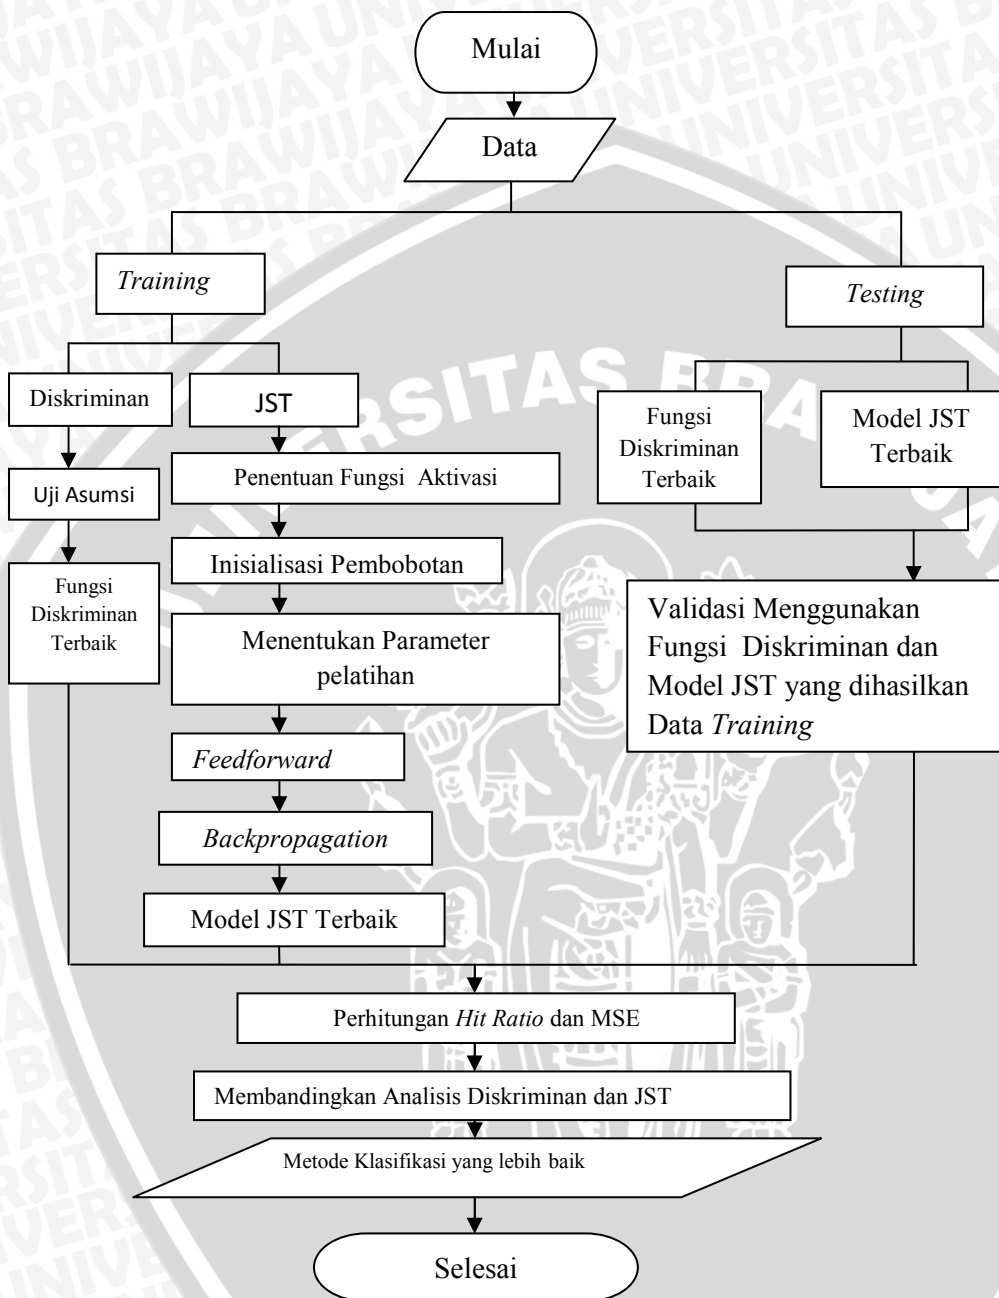 Mulai
Data
Training
Testing
Diskriminan
JST
Fungsi
Diskriminan
Terbaik
Model JST
Terbaik
Uji Asumsi
Penentuan Fungsi Aktivasi
Fungsi
Diskriminan
Terbaik
Inisialisasi Pembobotan
Menentukan Parameter
pelatihan
Validasi Menggunakan
Fungsi Diskriminan dan
Model JST yang dihasilkan
Data Training
Feedforward
Backpropagation
Model JST Terbaik
Perhitungan Hit Ratio dan MSE
Membandingkan Analisis Diskriminan dan JST
Metode Klasifikasi yang lebih baik
Selesai
UNIVERSITAS BRA